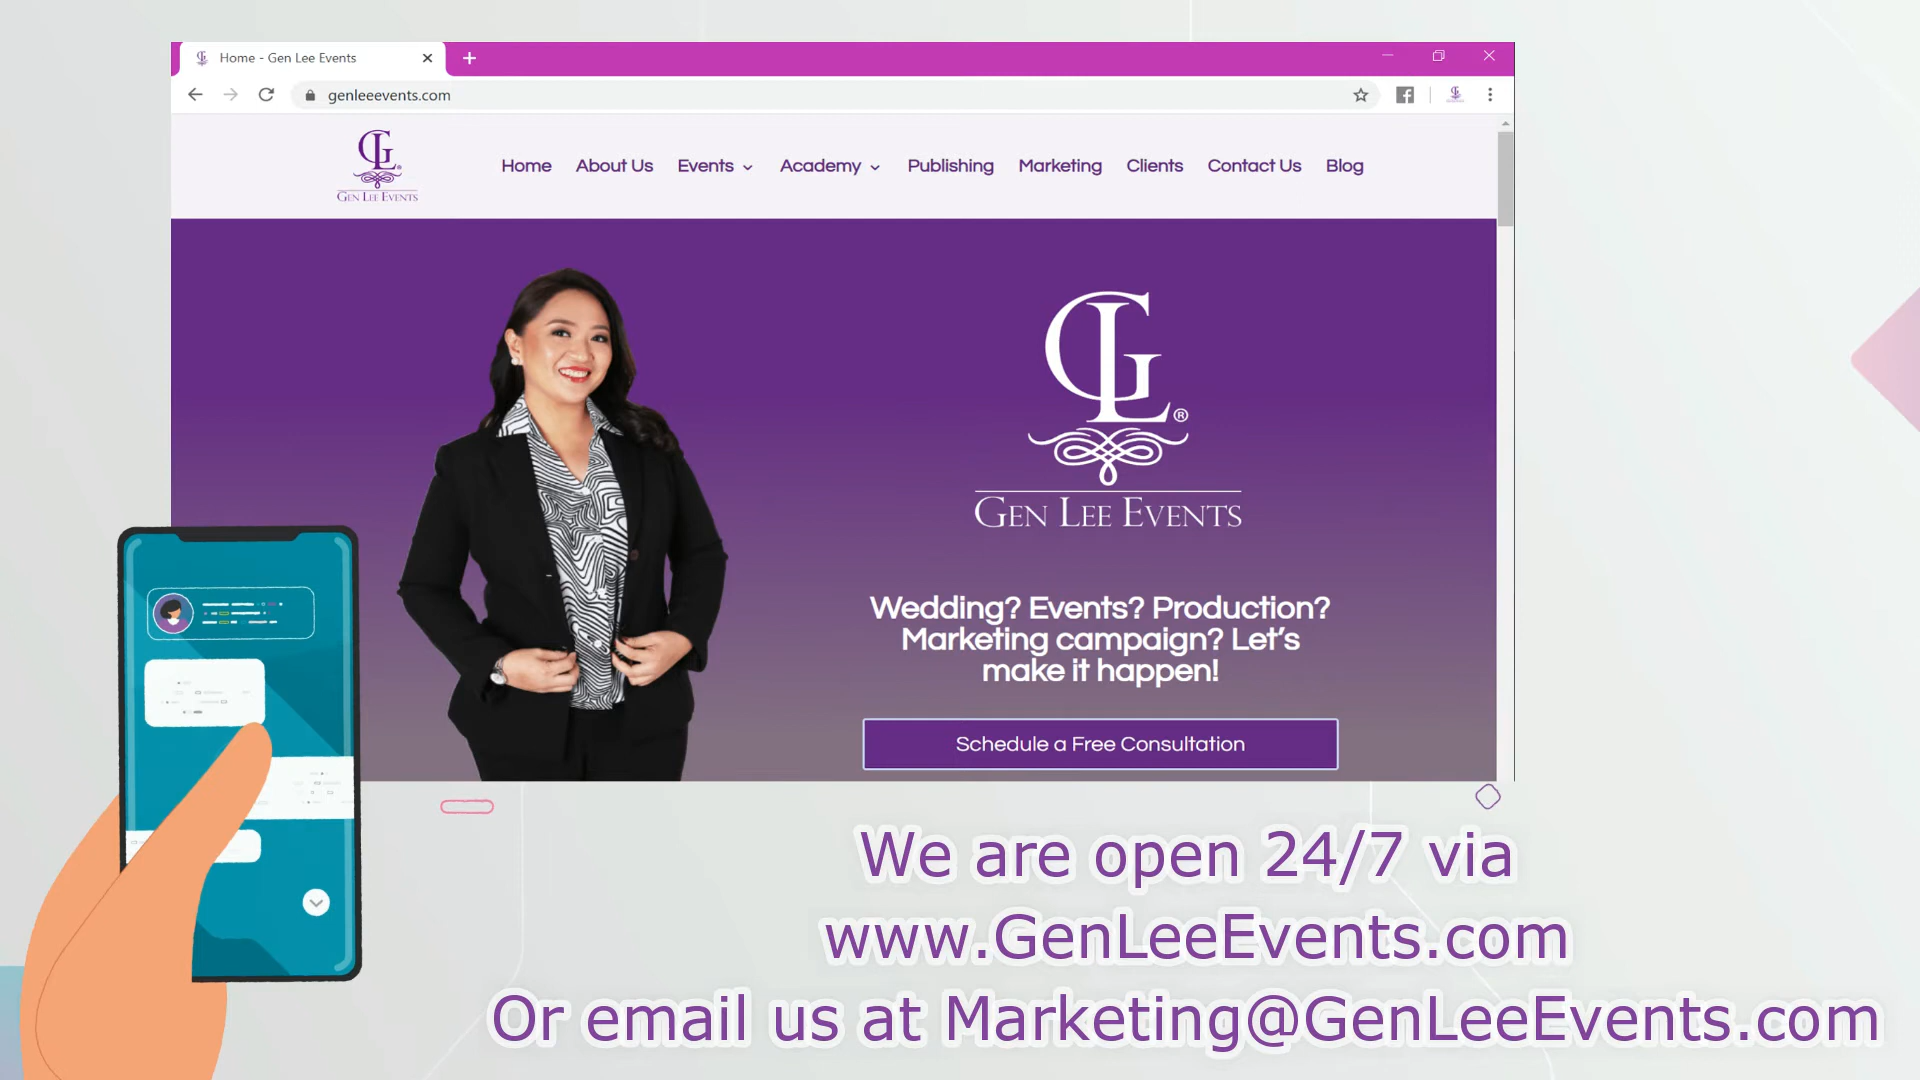 Home - Gen Lee Events
genleeevents.com
GL®
GEN LEE EVENTS
Home About Us Events Academy Publishing Marketing Clients Contact Us Blog
GL®
GEN LEE EVENTS
Wedding? Events? Production?
Marketing campaign? Let's
make it happen!
Schedule a Free Consultation
We are open 24/7 via
www.GenLeeEvents.com
Or email us at Marketing@GenLeeEvents.com